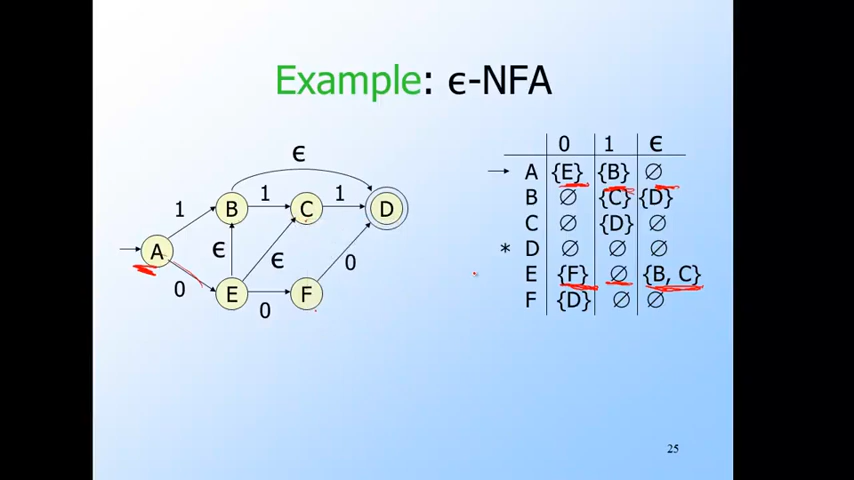 Example: ϵ-NFA
ϵ
1
B
1
C
1
D
A
ϵ
ϵ
0
E
0
F
0
0 1 ϵ
A {E} {B} ∅
B ∅ {C} {D}
C ∅ {D} ∅
* D ∅ ∅ ∅
E {F} ∅ {B, C}
F {D} ∅ ∅
25